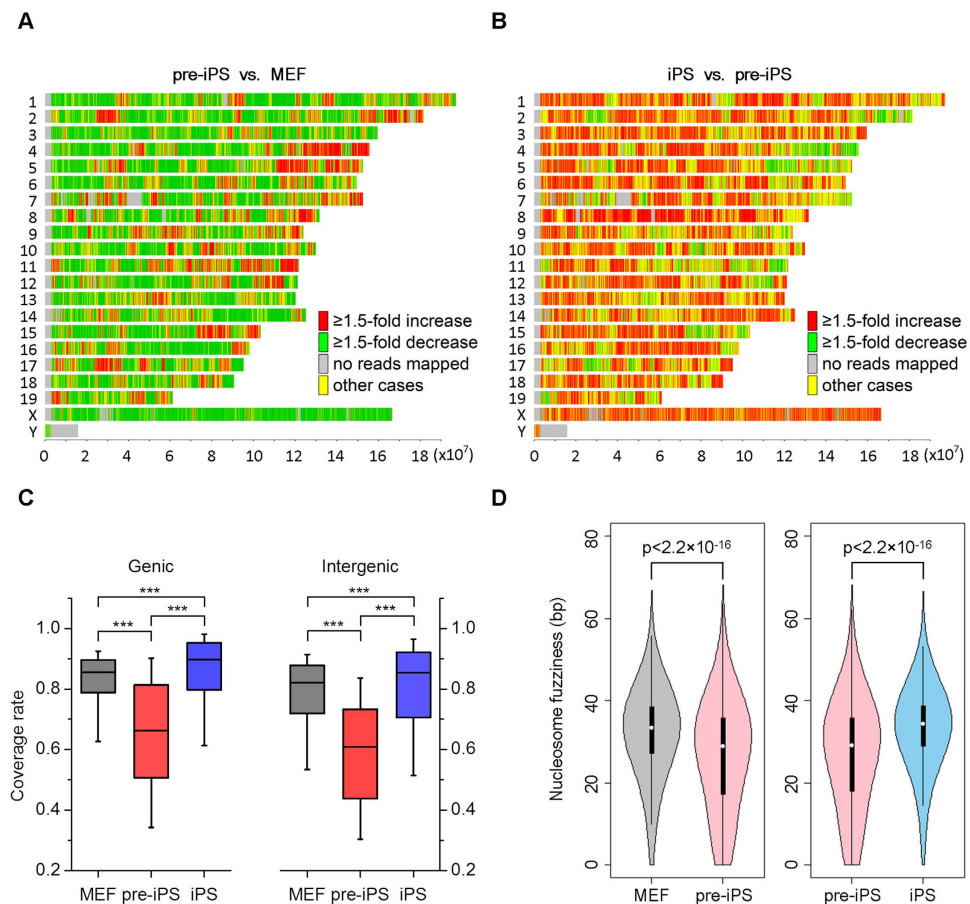 A
pre-iPS vs. MEF
1
2
3
4
5
6
7
8
9
10
11
12
13
14
15
16
17
18
19
X
Y
≥1.5-fold increase
≥1.5-fold decrease
no reads mapped
other cases
0 2 4 6 8 10 12 14 16 18 (x10⁷)
B
iPS vs. pre-iPS
1
2
3
4
5
6
7
8
9
10
11
12
13
14
15
16
17
18
19
X
Y
≥1.5-fold increase
≥1.5-fold decrease
no reads mapped
other cases
0 2 4 6 8 10 12 14 16 18 (x10⁷)
C
Genic
Intergenic
***
*** ***
***
*** ***
Coverage rate
1.0
0.8
0.6
0.4
0.2
1.0
0.8
0.6
0.4
0.2
MEF pre-iPS iPS
MEF pre-iPS iPS
D
Nucleosome fuzziness (bp)
80
60
40
20
0
p<2.2×10⁻¹⁶
MEF pre-iPS
80
60
40
20
0
p<2.2×10⁻¹⁶
pre-iPS iPS